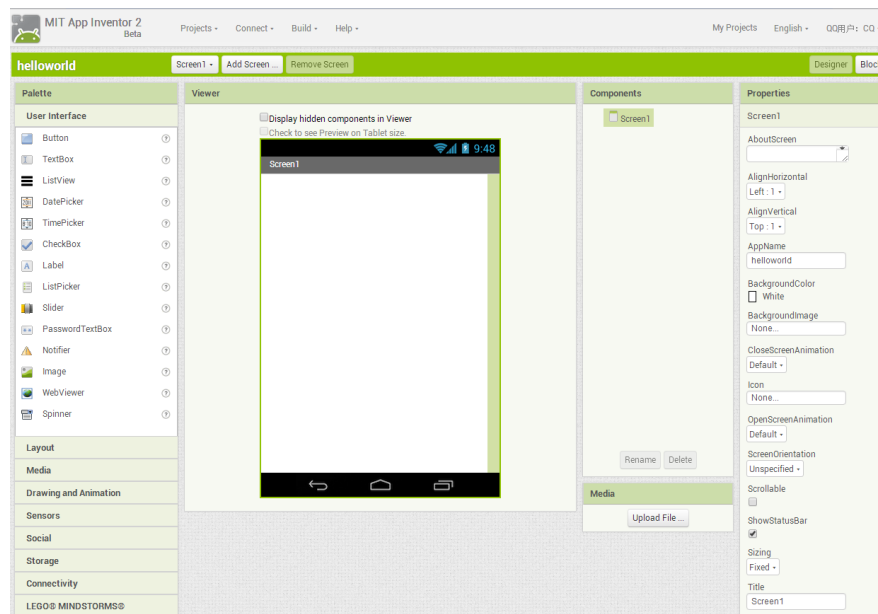 MIT App Inventor 2
Beta
Projects
Connect
Build
Help
My Projects
English
QQ用户: CQ
helloworld
Screen1
Add Screen ...
Remove Screen
Designer
Bloc
Palette
User Interface
Button
TextBox
ListView
DatePicker
TimePicker
CheckBox
Label
ListPicker
Slider
PasswordTextBox
Notifier
Image
WebViewer
Spinner
Layout
Media
Drawing and Animation
Sensors
Social
Storage
Connectivity
LEGO® MINDSTORMS®
Viewer
Display hidden components in Viewer
Check to see Preview on Tablet size.
9:48
Screen1
Components
Screen1
Rename
Delete
Media
Upload File ...
Properties
Screen1
AboutScreen
AlignHorizontal
Left : 1
AlignVertical
Top : 1
AppName
helloworld
BackgroundColor
White
BackgroundImage
None...
CloseScreenAnimation
Default
Icon
None...
OpenScreenAnimation
Default
ScreenOrientation
Unspecified
Scrollable
ShowStatusBar
Sizing
Fixed
Title
Screen1